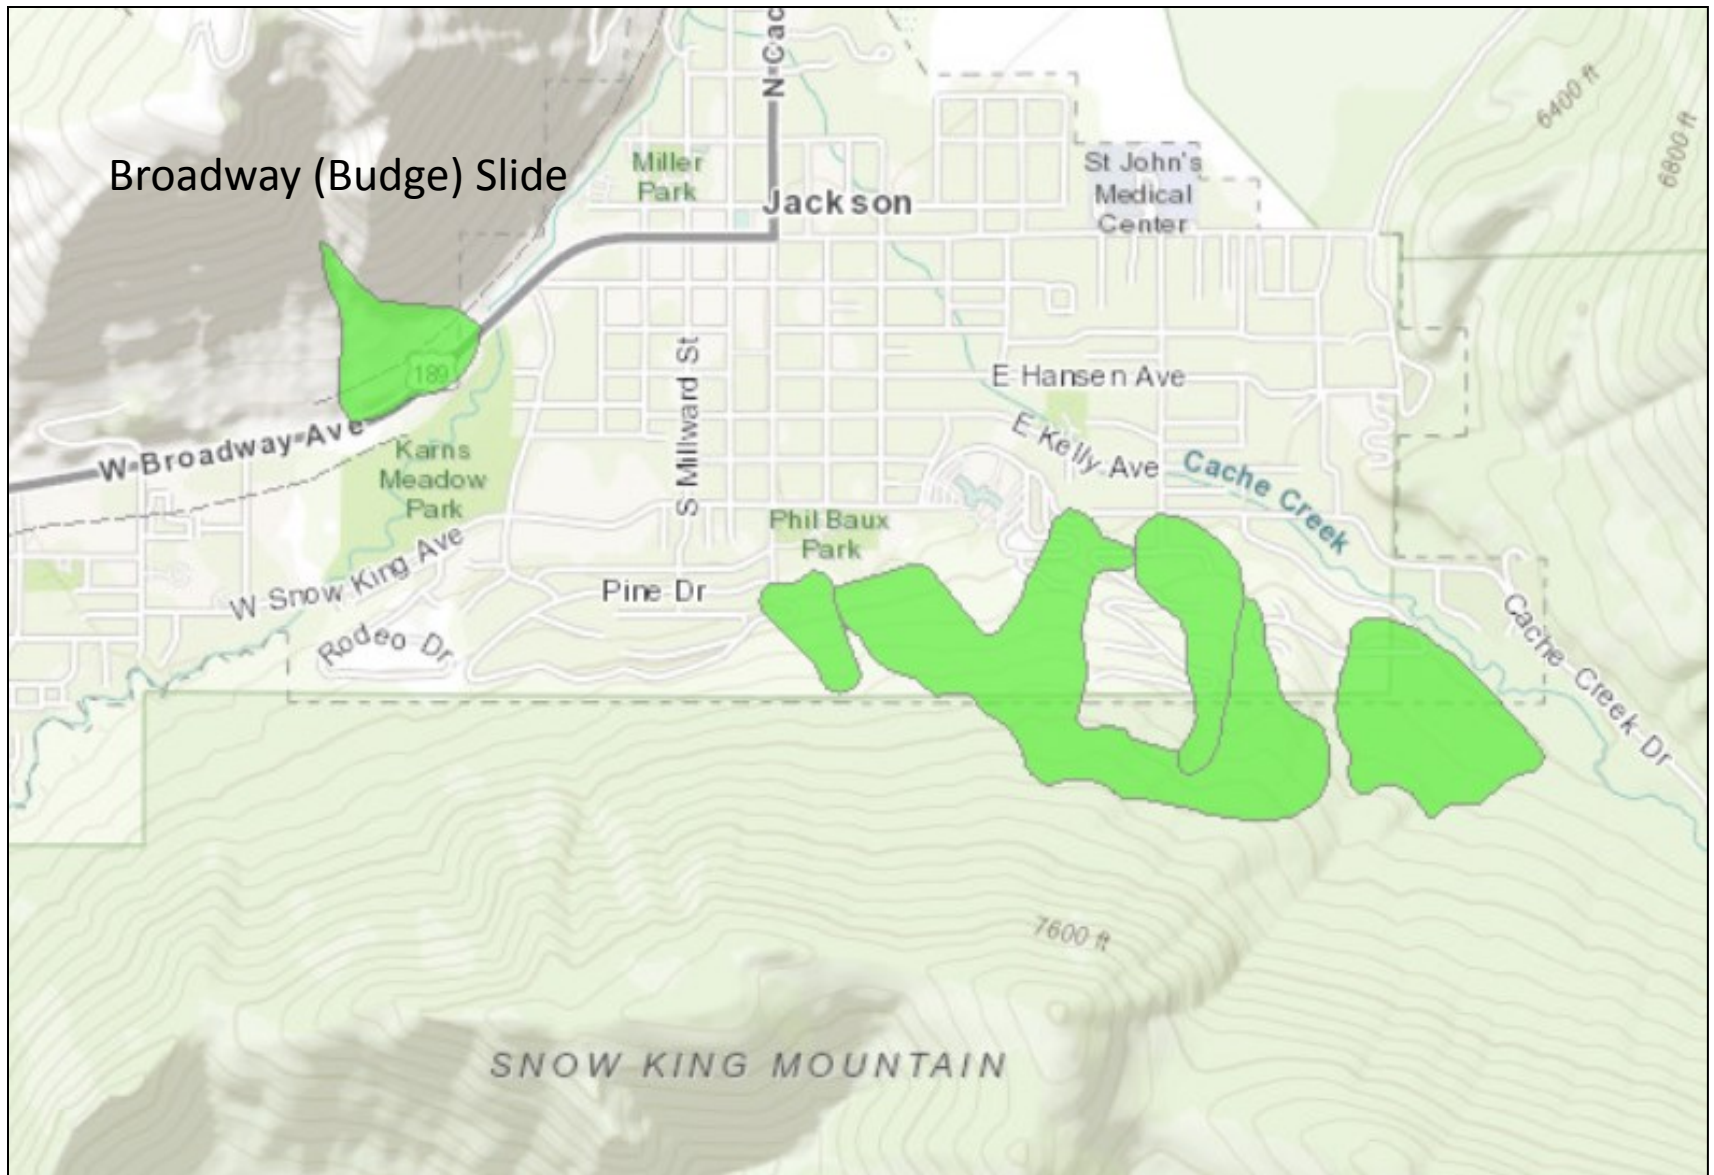 N Cac
6400 ft
6800 ft
Broadway (Budge) Slide
Miller
Park
St John's
Medical
Center
Jackson
189
S Millward St
E Hansen Ave
W Broadway Ave
E Kelly Ave
Karns
Meadow
Park
Cache Creek
Phil Baux
Park
W Snow King Ave
Pine Dr
Rodeo Dr
Cache Creek Dr
7600 ft
SNOW KING MOUNTAIN